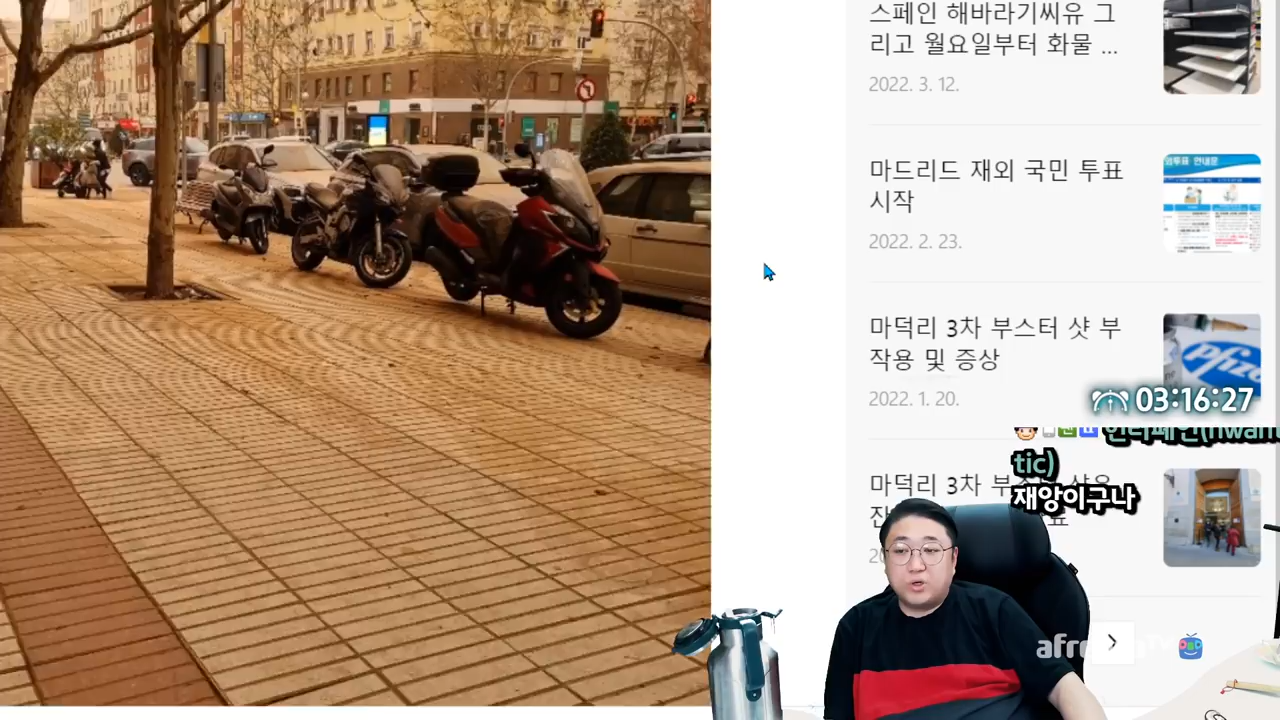 스페인 해바라기씨유 그
리고 월요일부터 화물 ...
2022. 3. 12.
마드리드 재외 국민 투표
시작
2022. 2. 23.
마덕리 3차 부스터 샷 부
작용 및 증상
2022. 1. 20.
03:16:27
tic)
마덕리 3차
재앙이구나